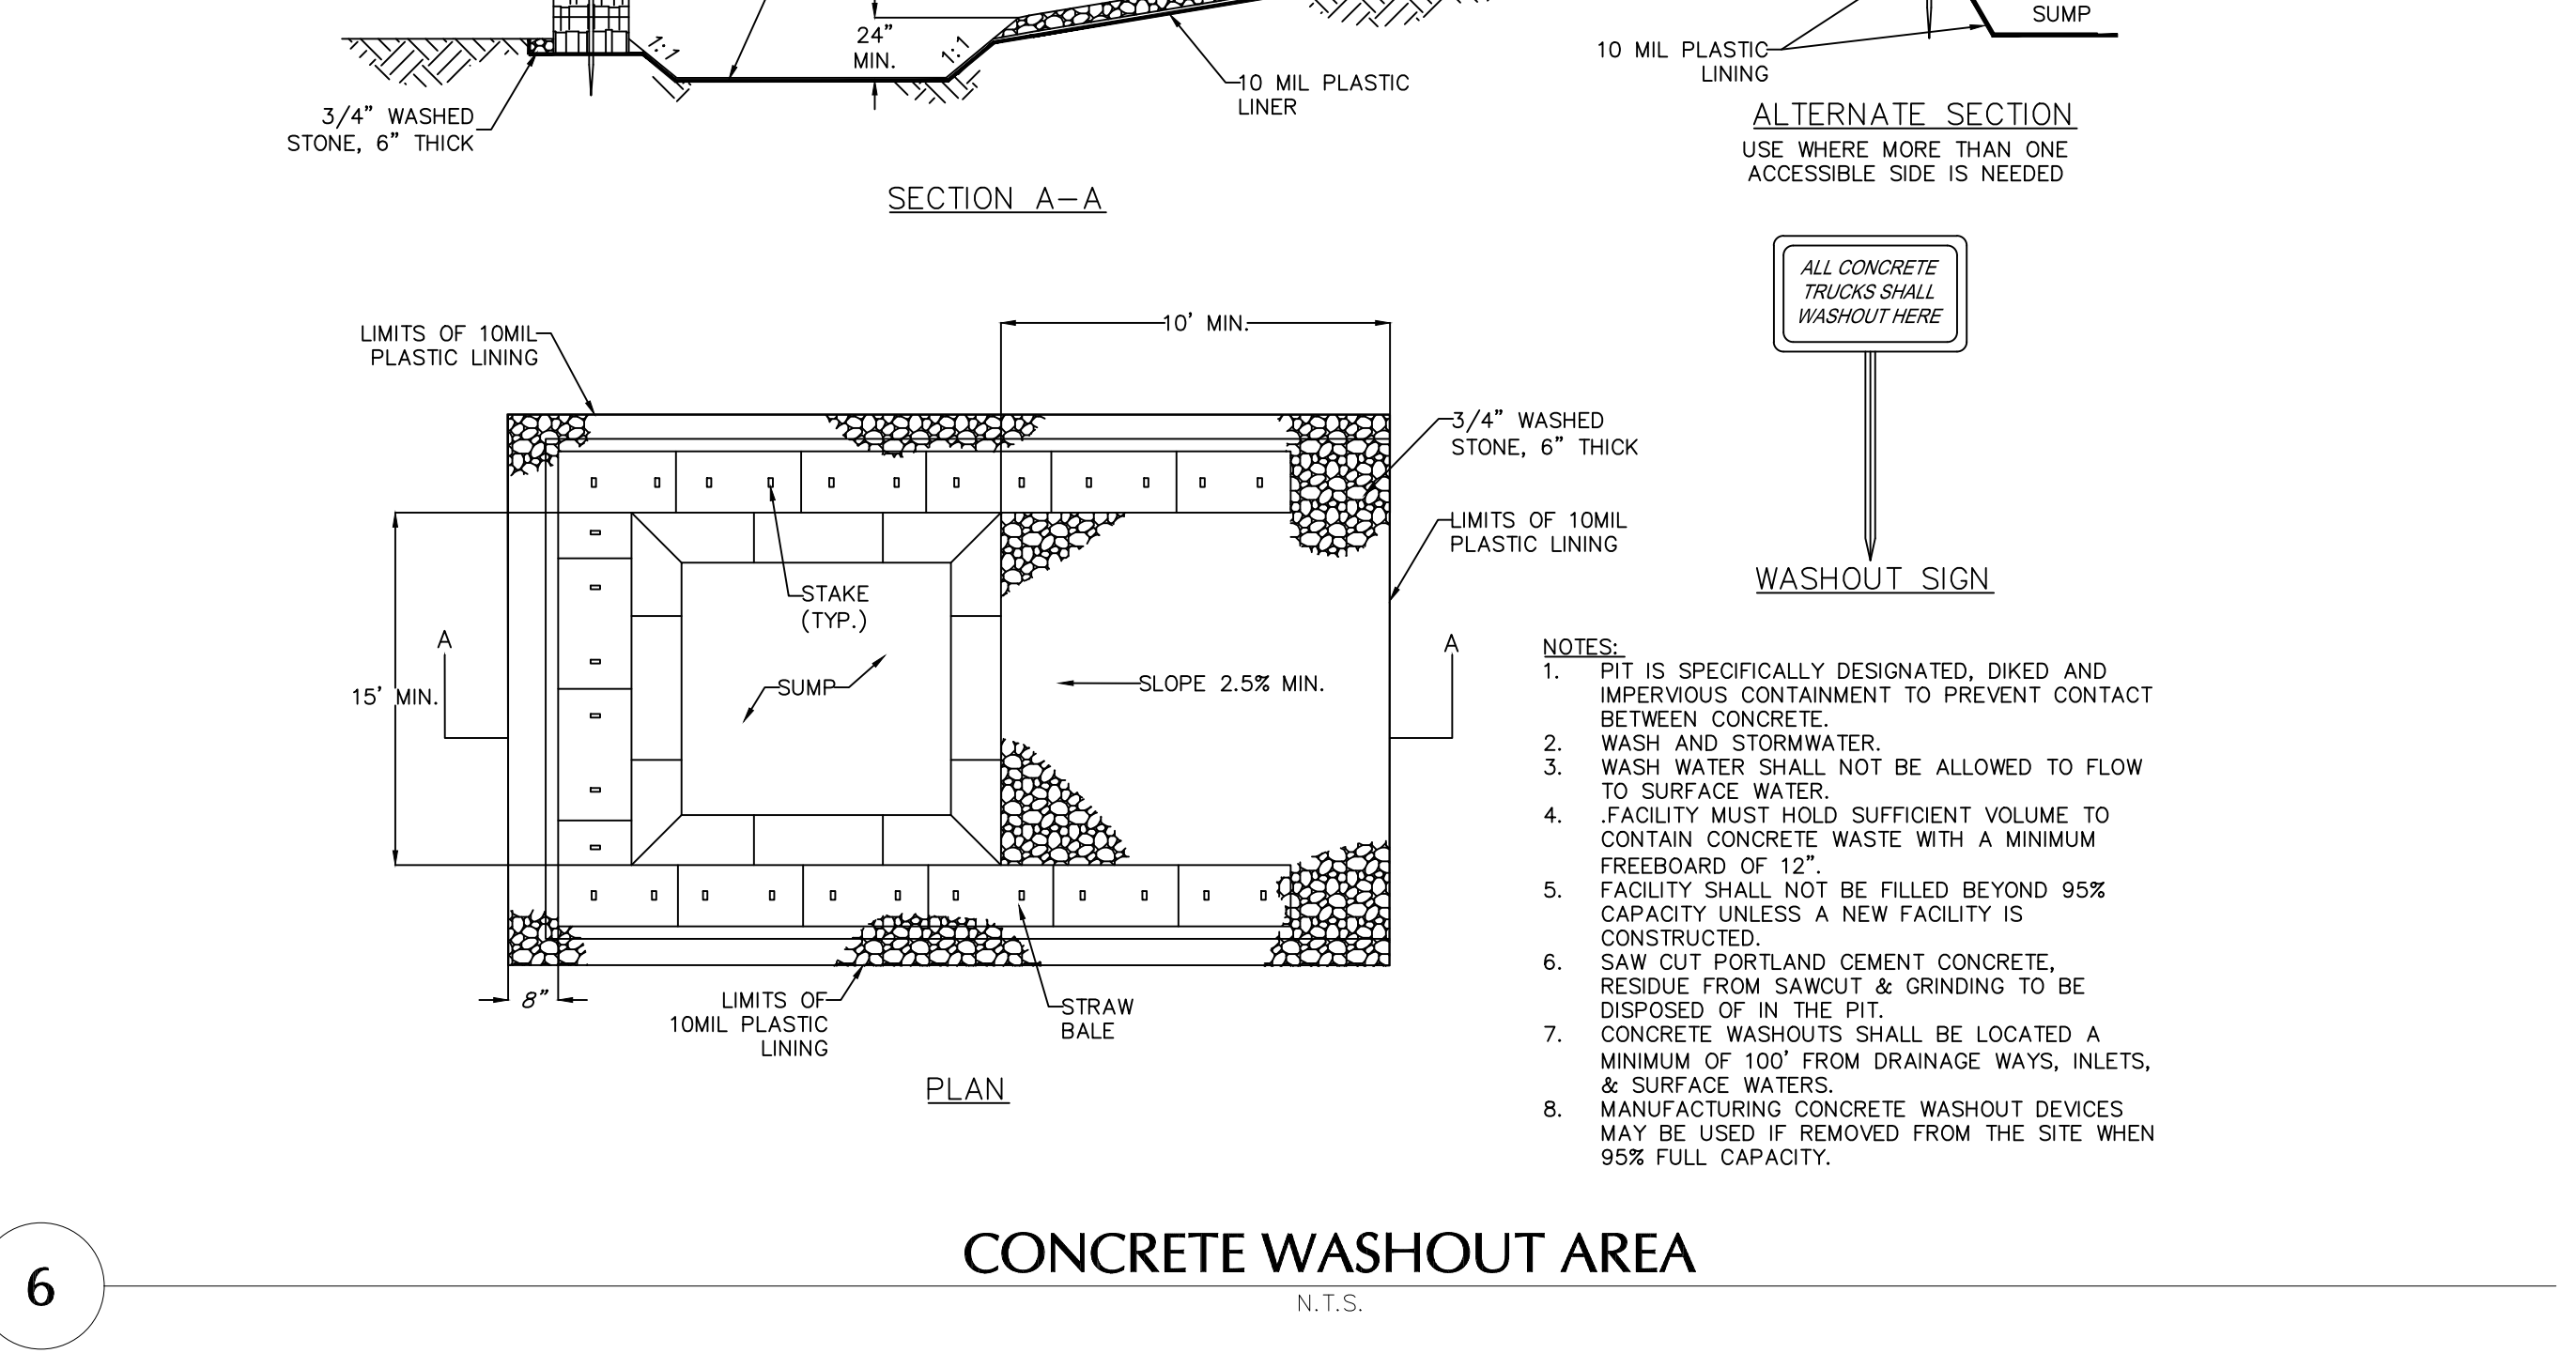 24”
MIN.
1:1
1:1
3/4” WASHED
STONE, 6” THICK
10 MIL PLASTIC
LINER
SECTION A–A
SUMP
10 MIL PLASTIC
LINING
ALTERNATE SECTION
USE WHERE MORE THAN ONE
ACCESSIBLE SIDE IS NEEDED
ALL CONCRETE
TRUCKS SHALL
WASHOUT HERE
WASHOUT SIGN
LIMITS OF 10MIL
PLASTIC LINING
10’ MIN.
3/4” WASHED
STONE, 6” THICK
LIMITS OF 10MIL
PLASTIC LINING
STAKE
(TYP.)
A
A
15’ MIN.
SUMP
SLOPE 2.5% MIN.
8”
LIMITS OF
10MIL PLASTIC
LINING
STRAW
BALE
PLAN
NOTES:
1. PIT IS SPECIFICALLY DESIGNATED, DIKED AND
IMPERVIOUS CONTAINMENT TO PREVENT CONTACT
BETWEEN CONCRETE.
2. WASH AND STORMWATER.
3. WASH WATER SHALL NOT BE ALLOWED TO FLOW
TO SURFACE WATER.
4. .FACILITY MUST HOLD SUFFICIENT VOLUME TO
CONTAIN CONCRETE WASTE WITH A MINIMUM
FREEBOARD OF 12”.
5. FACILITY SHALL NOT BE FILLED BEYOND 95%
CAPACITY UNLESS A NEW FACILITY IS
CONSTRUCTED.
6. SAW CUT PORTLAND CEMENT CONCRETE,
RESIDUE FROM SAWCUT & GRINDING TO BE
DISPOSED OF IN THE PIT.
7. CONCRETE WASHOUTS SHALL BE LOCATED A
MINIMUM OF 100’ FROM DRAINAGE WAYS, INLETS,
& SURFACE WATERS.
8. MANUFACTURING CONCRETE WASHOUT DEVICES
MAY BE USED IF REMOVED FROM THE SITE WHEN
95% FULL CAPACITY.
6
CONCRETE WASHOUT AREA
N.T.S.